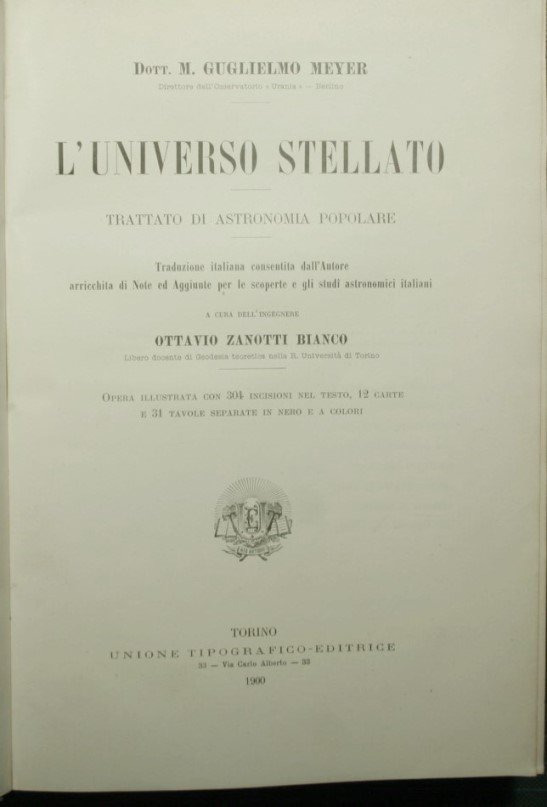 Dott. M. GUGLIELMO MEYER
Direttore dell'Osservatorio « Urania » — Berlino
L'UNIVERSO STELLATO
TRATTATO DI ASTRONOMIA POPOLARE
Traduzione italiana consentita dall'Autore
arricchita di Note ed Aggiunte per le scoperte e gli studi astronomici italiani
A CURA DELL'INGEGNERE
OTTAVIO ZANOTTI BIANCO
Libero docente di Geodesia teoretica nella R. Università di Torino
OPERA ILLUSTRATA CON 304 INCISIONI NEL TESTO, 12 CARTE
E 31 TAVOLE SEPARATE IN NERO E A COLORI
TORINO
UNIONE TIPOGRAFICO-EDITRICE
33 — Via Carlo Alberto — 33
1900